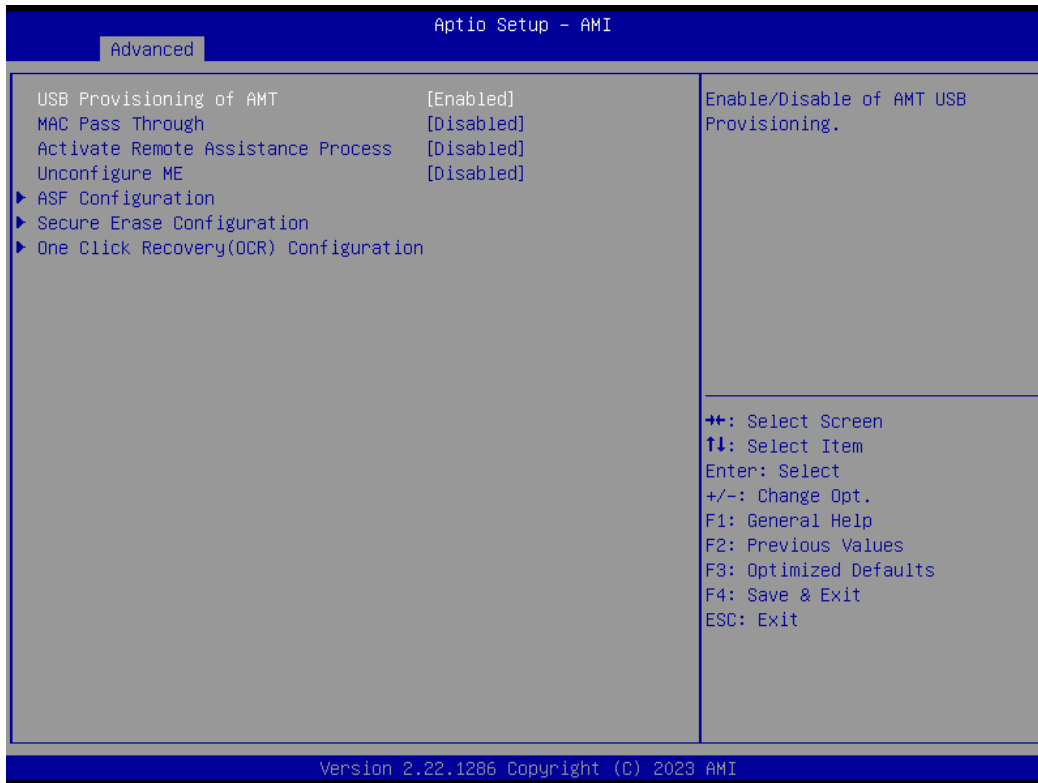 Aptio Setup – AMI
Advanced
USB Provisioning of AMT [Enabled]
MAC Pass Through [Disabled]
Activate Remote Assistance Process [Disabled]
Unconfigure ME [Disabled]
▶ ASF Configuration
▶ Secure Erase Configuration
▶ One Click Recovery(OCR) Configuration
Enable/Disable of AMT USB
Provisioning.
→←: Select Screen
↑↓: Select Item
Enter: Select
+/-: Change Opt.
F1: General Help
F2: Previous Values
F3: Optimized Defaults
F4: Save & Exit
ESC: Exit
Version 2.22.1286 Copyright (C) 2023 AMI